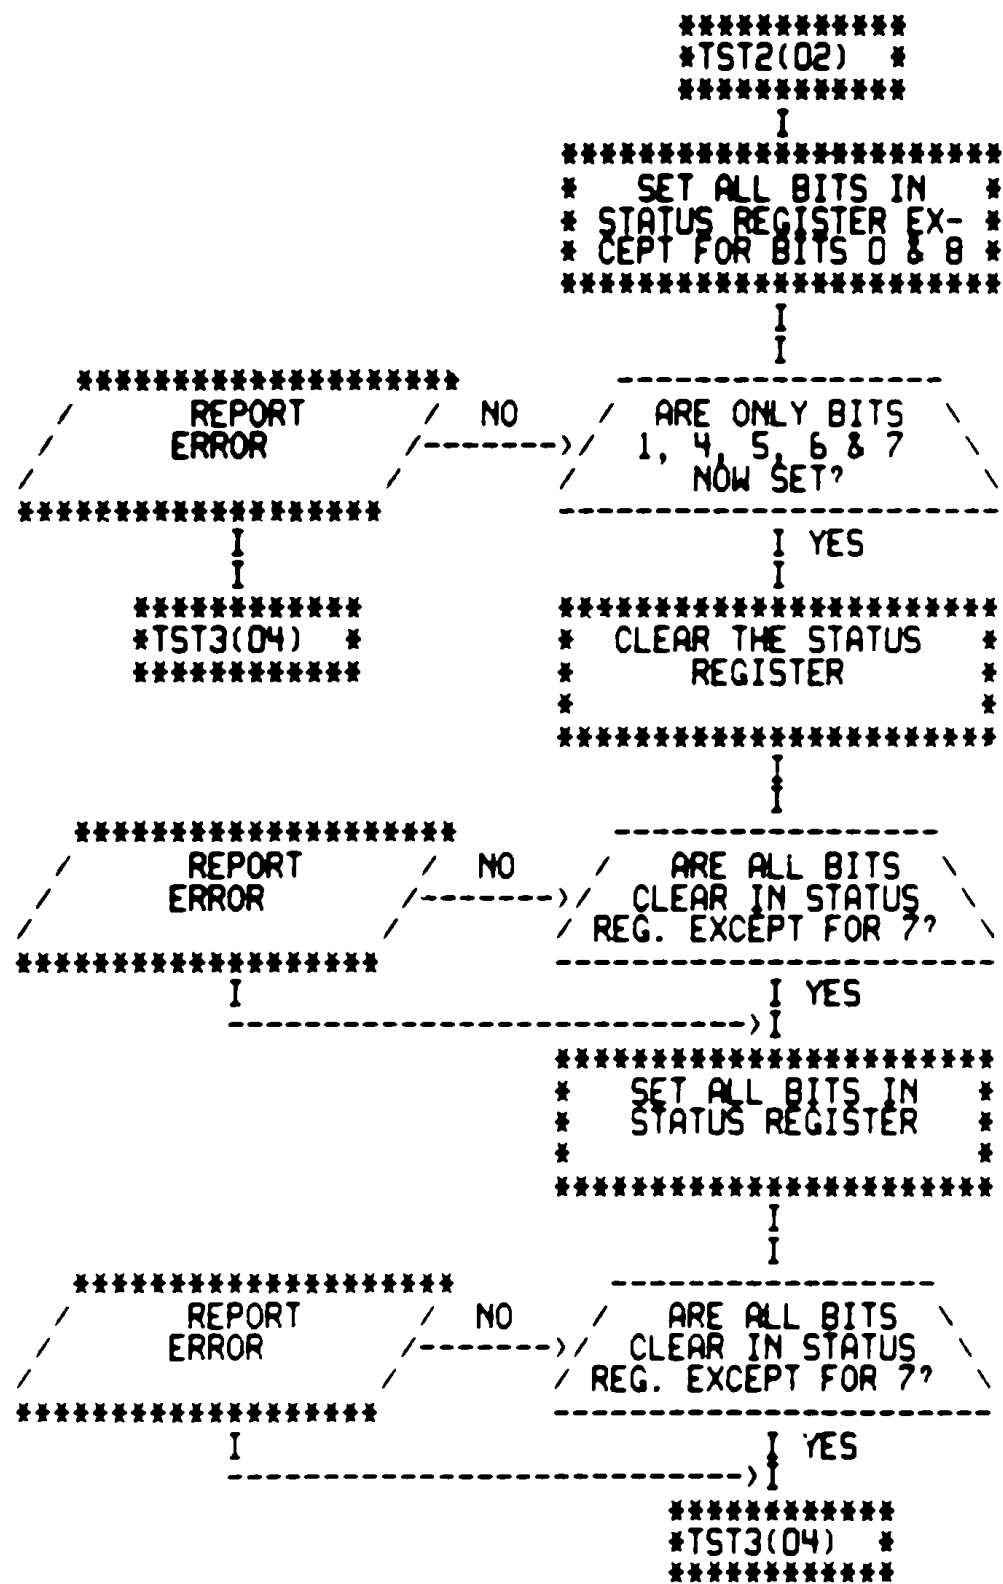 TST2(02)
SET ALL BITS IN
STATUS REGISTER EX-
CEPT FOR BITS 0 & 8
REPORT
ERROR
NO
ARE ONLY BITS
1, 4, 5, 6 & 7
NOW SET?
I YES
TST3(04)
CLEAR THE STATUS
REGISTER
REPORT
ERROR
NO
ARE ALL BITS
CLEAR IN STATUS
REG. EXCEPT FOR 7?
I YES
SET ALL BITS IN
STATUS REGISTER
REPORT
ERROR
NO
ARE ALL BITS
CLEAR IN STATUS
REG. EXCEPT FOR 7?
I YES
TST3(04)